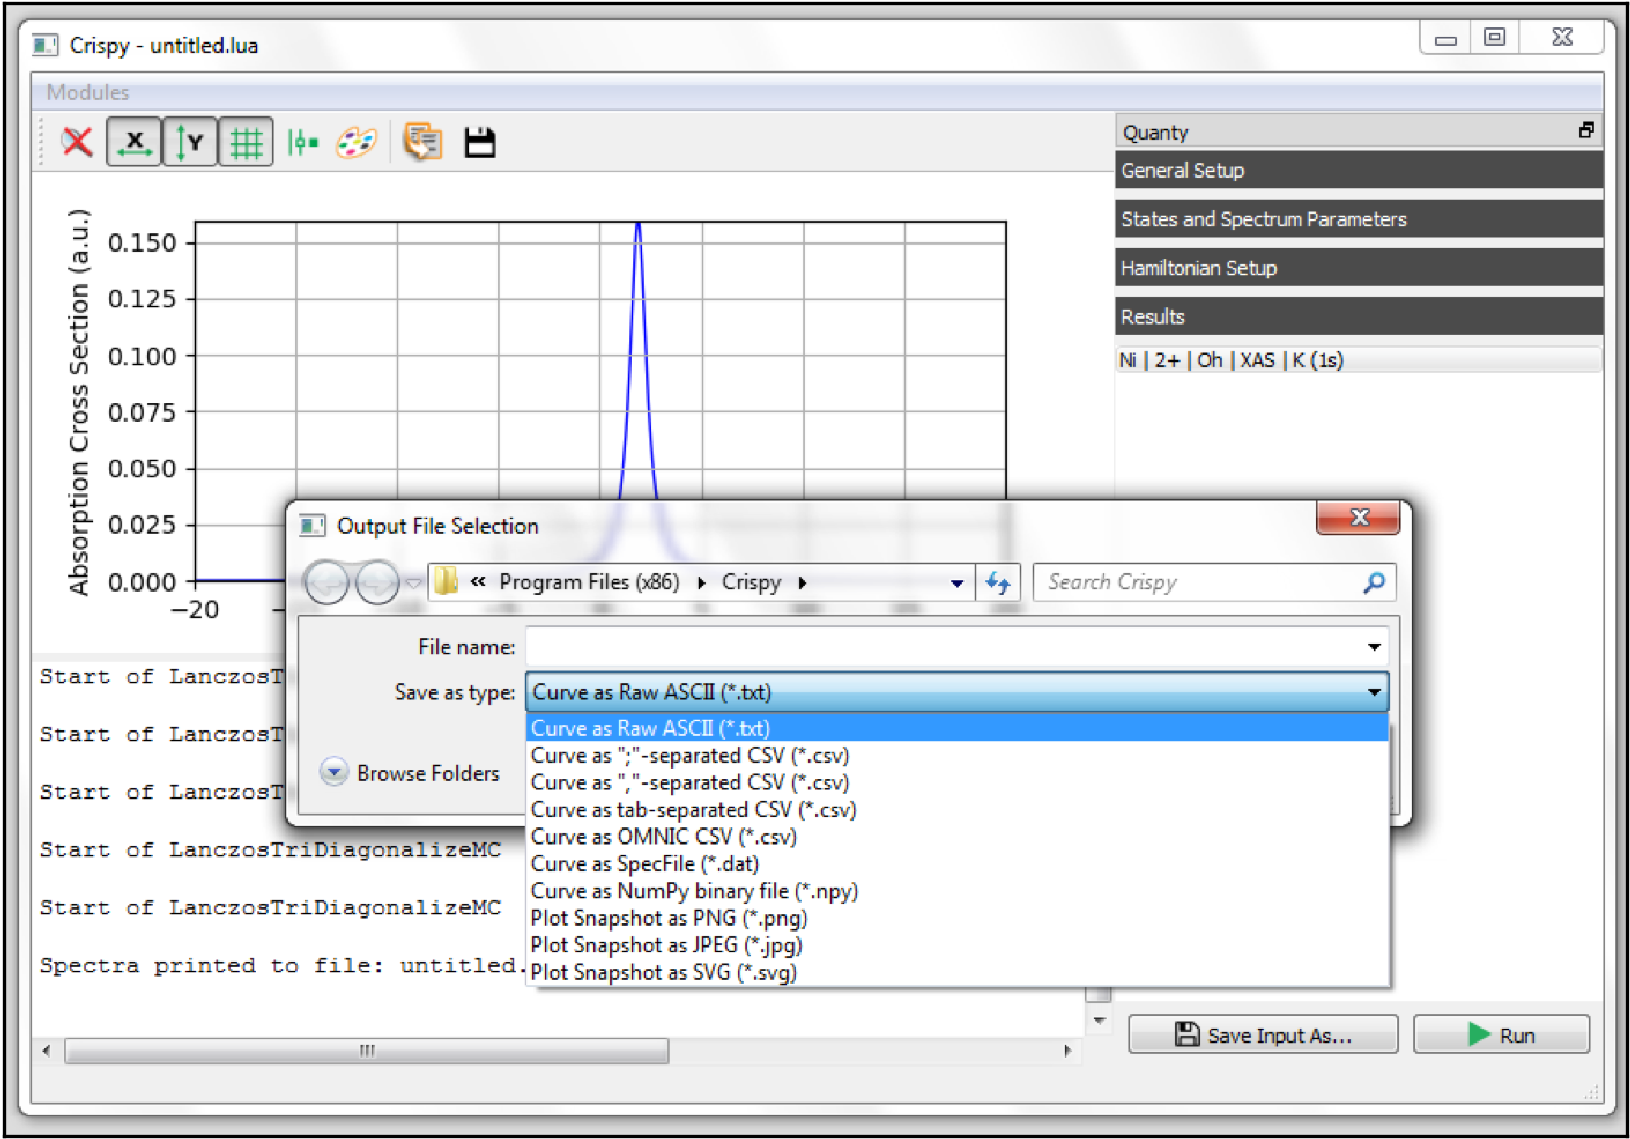 Crispy - untitled.lua
Modules
X
Y
Quanty
General Setup
States and Spectrum Parameters
Hamiltonian Setup
Results
Ni | 2+ | Oh | XAS | K (1s)
Absorption Cross Section (a.u.)
0.150
0.125
0.100
0.075
0.050
0.025
0.000
−20
Output File Selection
« Program Files (x86) Crispy
Search Crispy
File name:
Save as type: Curve as Raw ASCII (*.txt)
Curve as Raw ASCII (*.txt)
Curve as ";"-separated CSV (*.csv)
Curve as ","-separated CSV (*.csv)
Curve as tab-separated CSV (*.csv)
Curve as OMNIC CSV (*.csv)
Curve as SpecFile (*.dat)
Curve as NumPy binary file (*.npy)
Plot Snapshot as PNG (*.png)
Plot Snapshot as JPEG (*.jpg)
Plot Snapshot as SVG (*.svg)
Browse Folders
Start of LanczosT
Start of LanczosT
Start of LanczosT
Start of LanczosTriDiagonalizeMC
Start of LanczosTriDiagonalizeMC
Spectra printed to file: untitled.
Save Input As...
Run